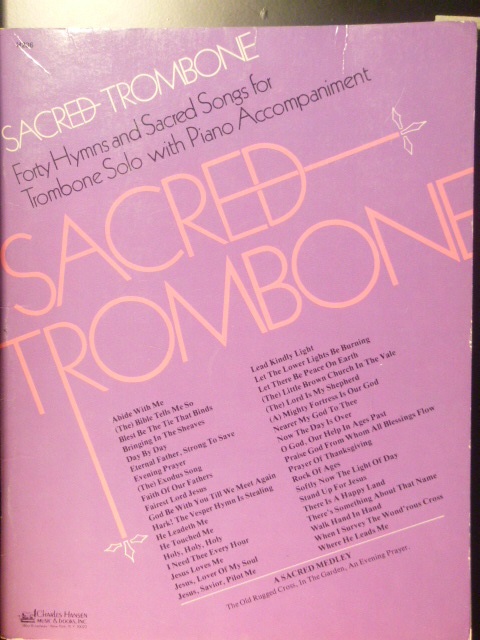 SACRED TROMBONE
Forty Hymns and Sacred Songs for
Trombone Solo with Piano Accompaniment
SACRED
TROMBONE
Abide With Me
(The) Bible Tells Me So
Blest Be The Tie That Binds
Bringing In The Sheaves
Day By Day
Eternal Father, Strong To Save
Evening Prayer
(The) Exodus Song
Faith Of Our Fathers
Fairest Lord Jesus
God Be With You Till We Meet Again
Hark! The Vesper Hymn Is Stealing
He Leadeth Me
He Touched Me
Holy, Holy, Holy
I Need Thee Every Hour
Jesus Loves Me
Jesus, Lover Of My Soul
Jesus, Savior, Pilot Me
Lead Kindly Light
Let The Lower Lights Be Burning
Let There Be Peace On Earth
(The) Little Brown Church In The Vale
(The) Lord Is My Shepherd
(A) Mighty Fortress Is Our God
Nearer My God To Thee
Now The Day Is Over
O God, Our Help In Ages Past
Praise God From Whom All Blessings Flow
Prayer Of Thanksgiving
Rock Of Ages
Softly Now The Light Of Day
Stand Up For Jesus
There Is A Happy Land
There's Something About That Name
Walk Hand In Hand
When I Survey The Wond'rous Cross
Where He Leads Me
A SACRED MEDLEY
The Old Rugged Cross, In The Garden, An Evening Prayer.
CHARLES HANSEN
MUSIC & BOOKS, INC.